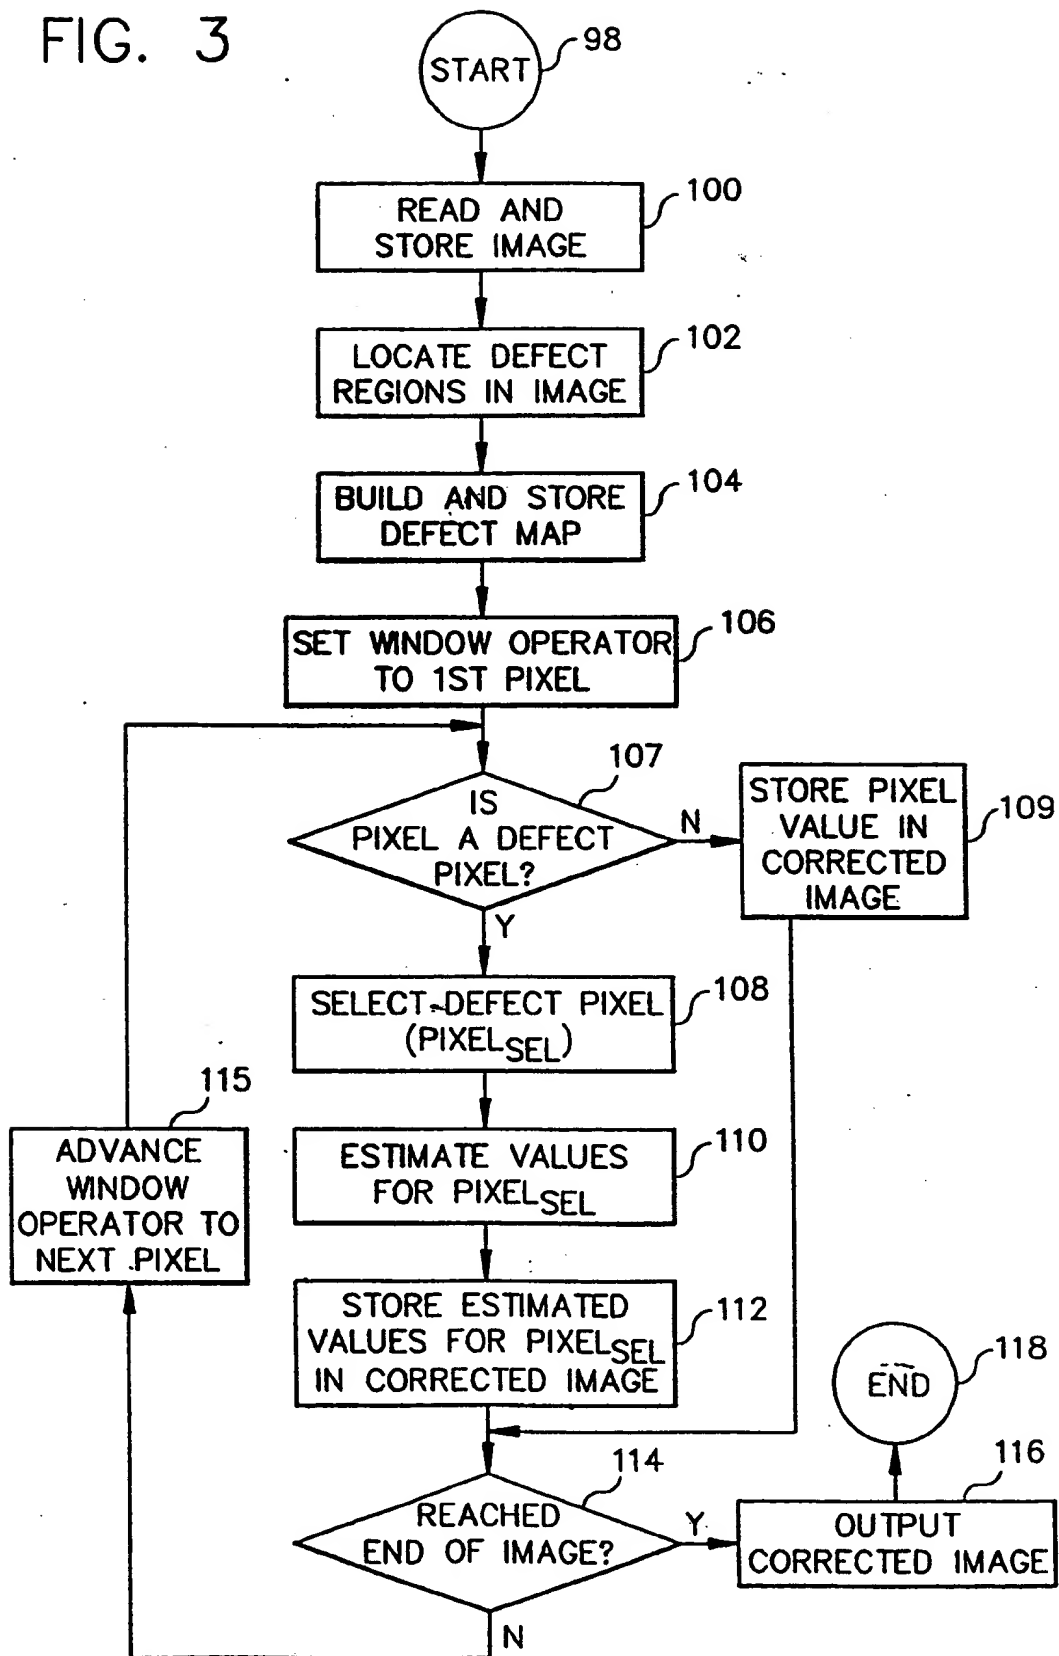 FIG. 3
START
98
READ AND
STORE IMAGE
100
LOCATE DEFECT
REGIONS IN IMAGE
102
BUILD AND STORE
DEFECT MAP
104
SET WINDOW OPERATOR
TO 1ST PIXEL
106
107
IS
PIXEL A DEFECT
PIXEL?
N
STORE PIXEL
VALUE IN
CORRECTED
IMAGE
109
Y
SELECT DEFECT PIXEL
(PIXELSEL)
108
115
ADVANCE
WINDOW
OPERATOR TO
NEXT PIXEL
ESTIMATE VALUES
FOR PIXELSEL
110
STORE ESTIMATED
VALUES FOR PIXELSEL
IN CORRECTED IMAGE
112
END
118
114
REACHED
END OF IMAGE?
Y
116
OUTPUT
CORRECTED IMAGE
N